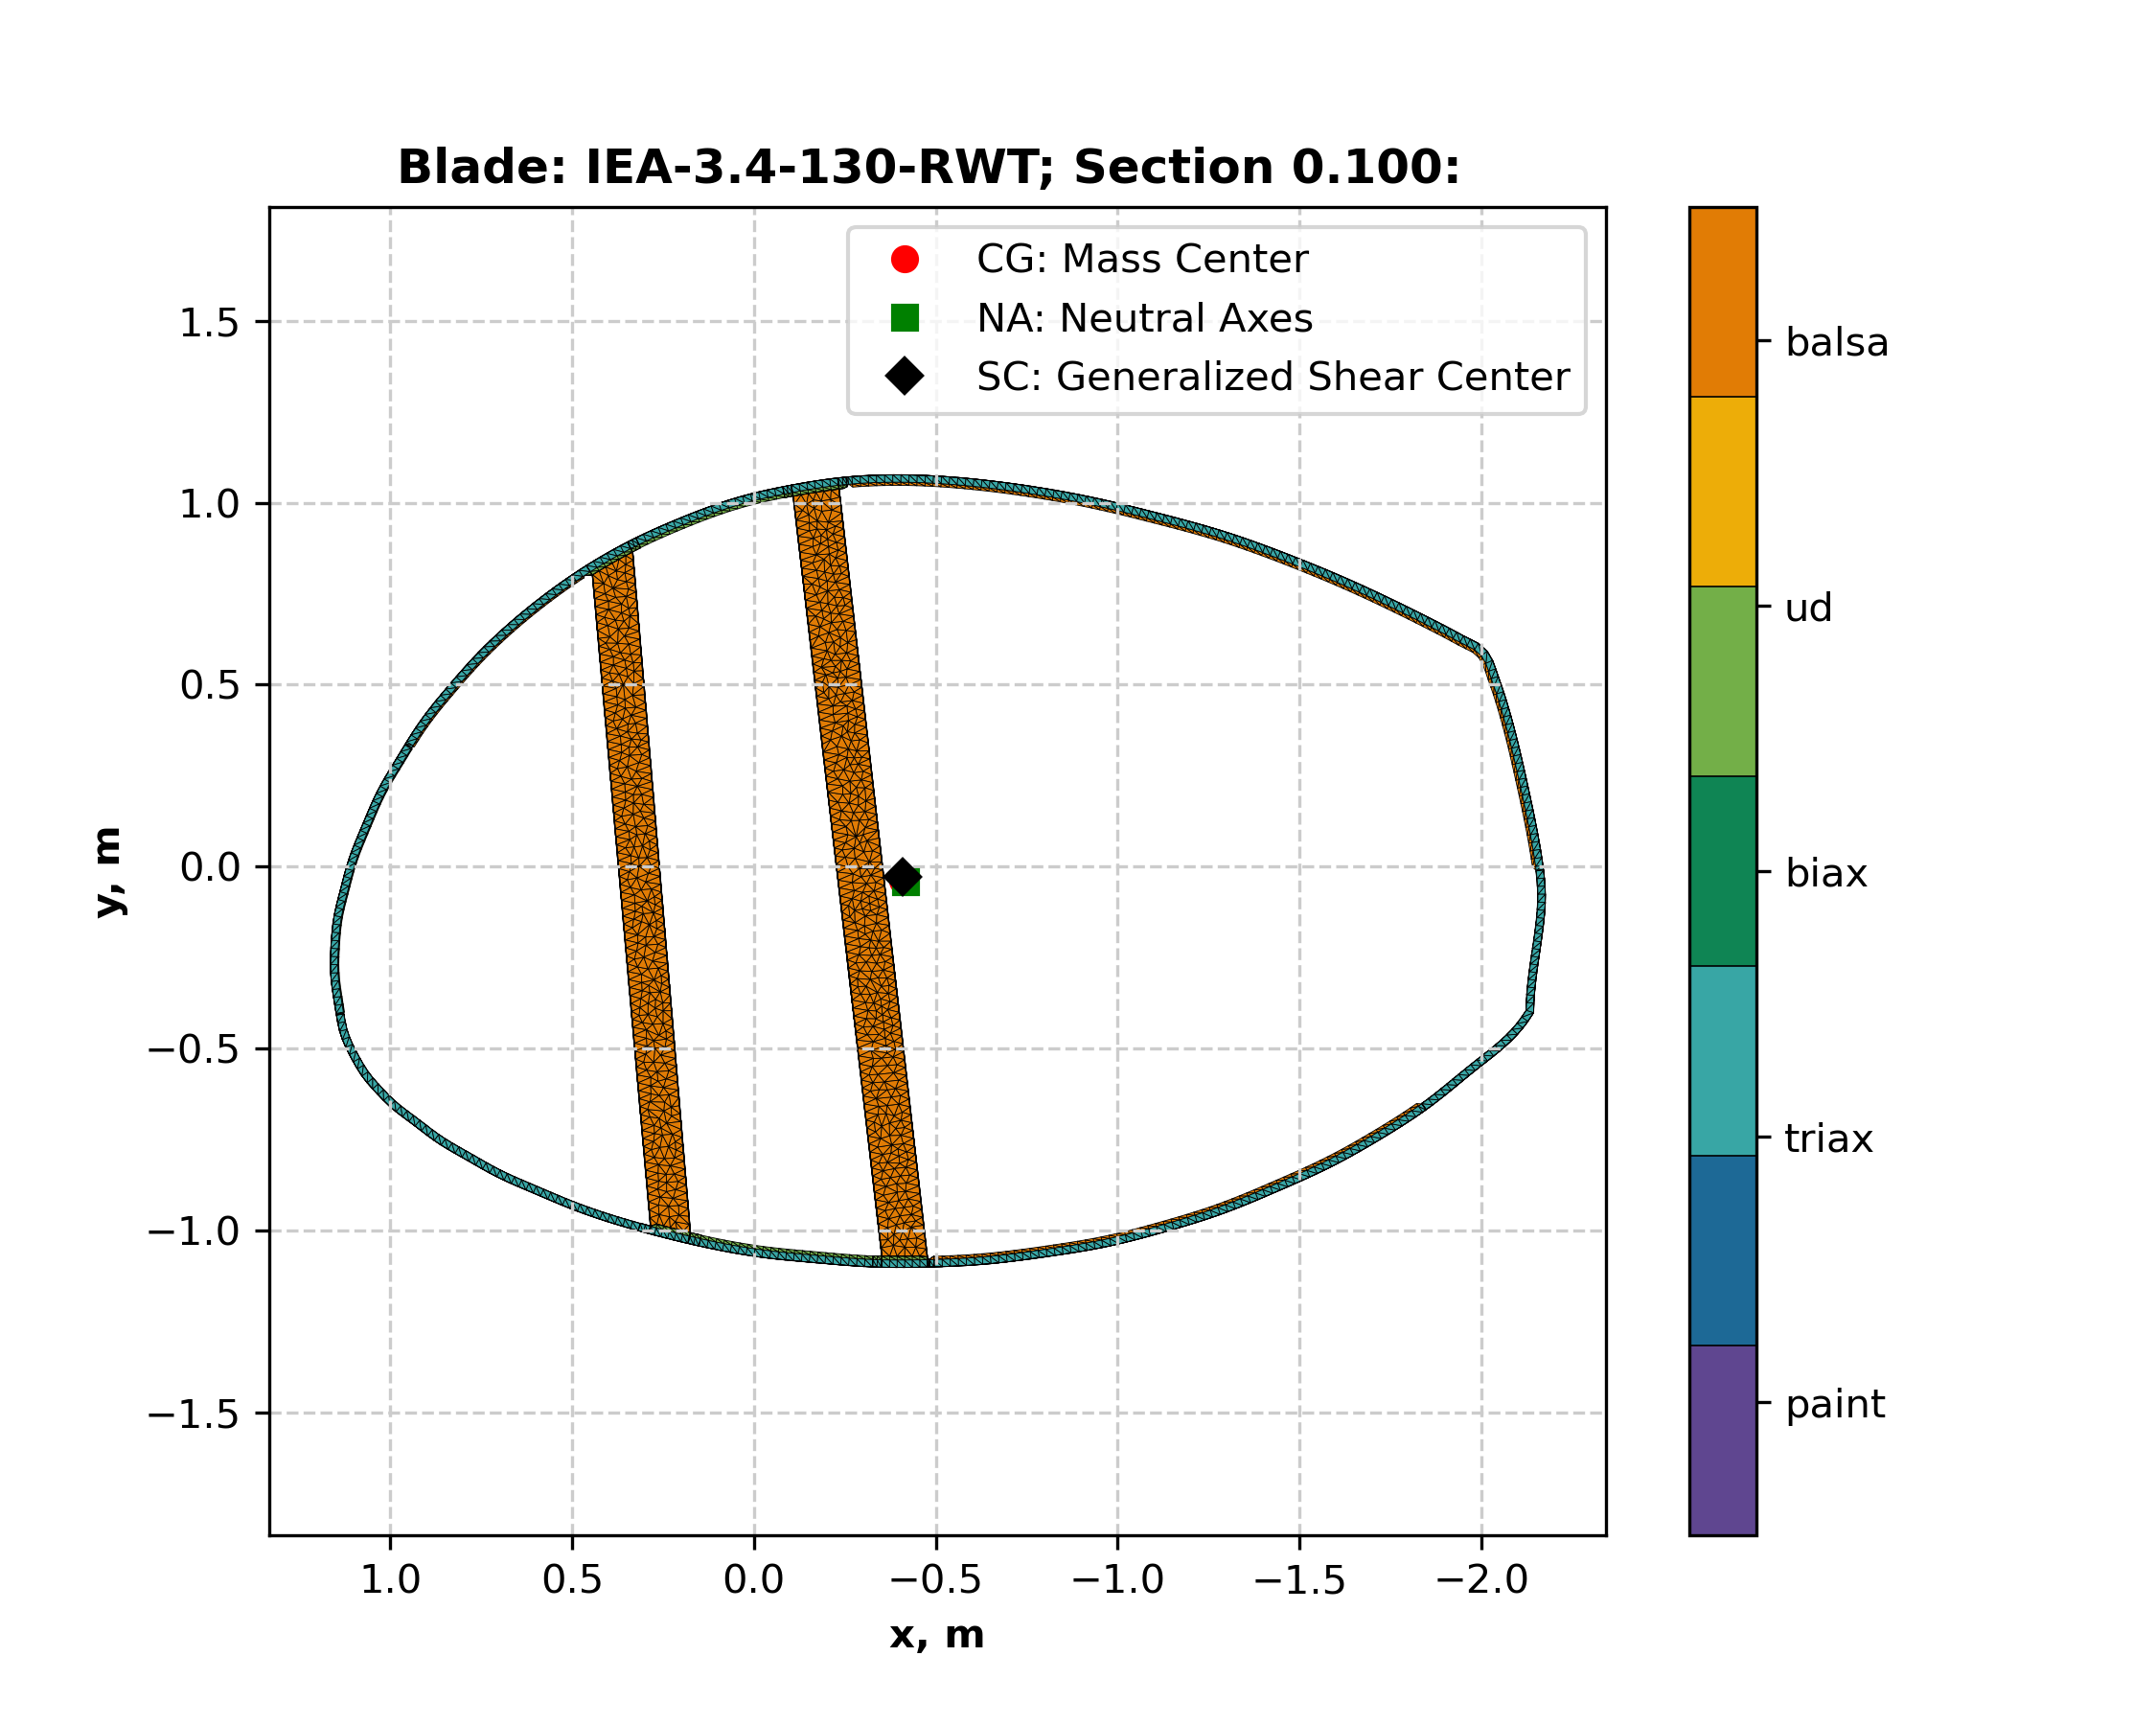 Blade: IEA-3.4-130-RWT; Section 0.100:
CG: Mass Center
NA: Neutral Axes
SC: Generalized Shear Center
1.5
1.0
0.5
0.0
−0.5
−1.0
−1.5
y, m
1.0 0.5 0.0 −0.5 −1.0 −1.5 −2.0
x, m
balsa
ud
biax
triax
paint